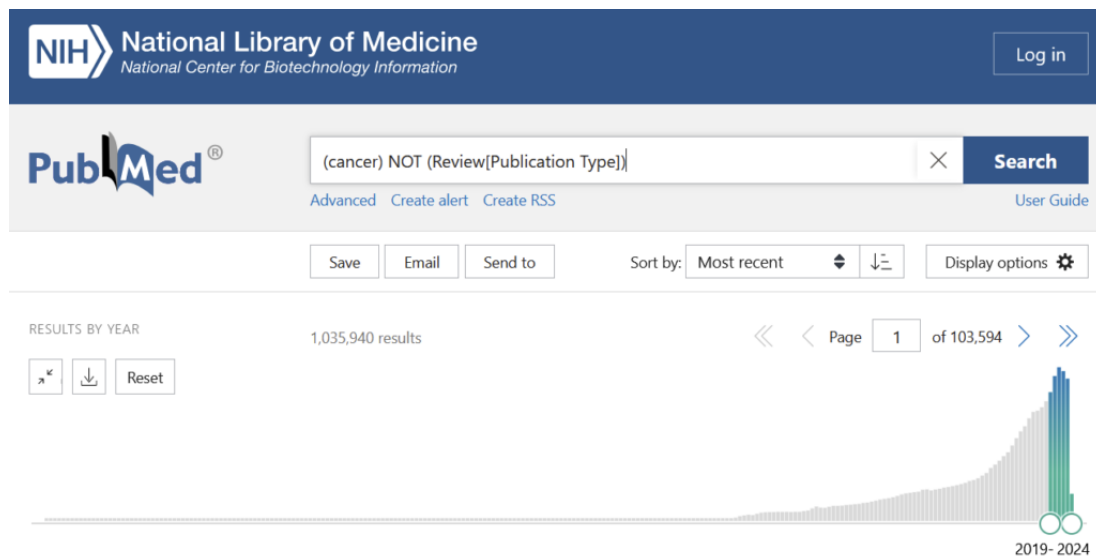 NIH National Library of Medicine
National Center for Biotechnology Information
Log in
PubMed®
(cancer) NOT (Review[Publication Type])
Search
Advanced Create alert Create RSS
User Guide
Save Email Send to Sort by: Most recent Display options
RESULTS BY YEAR
1,035,940 results
Page 1 of 103,594
Reset
2019- 2024